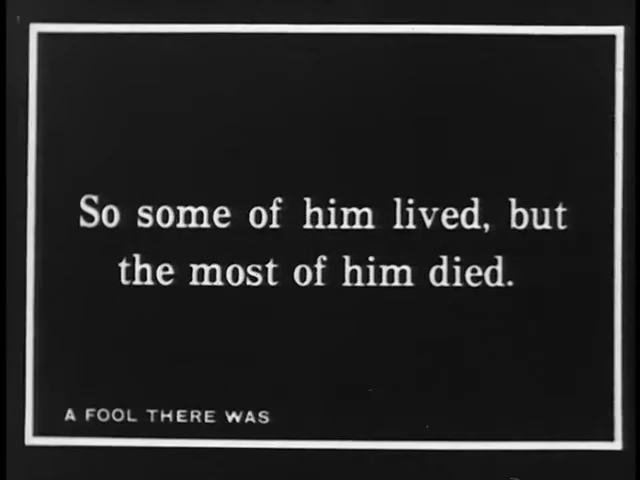 So some of him lived, but
the most of him died.
A FOOL THERE WAS